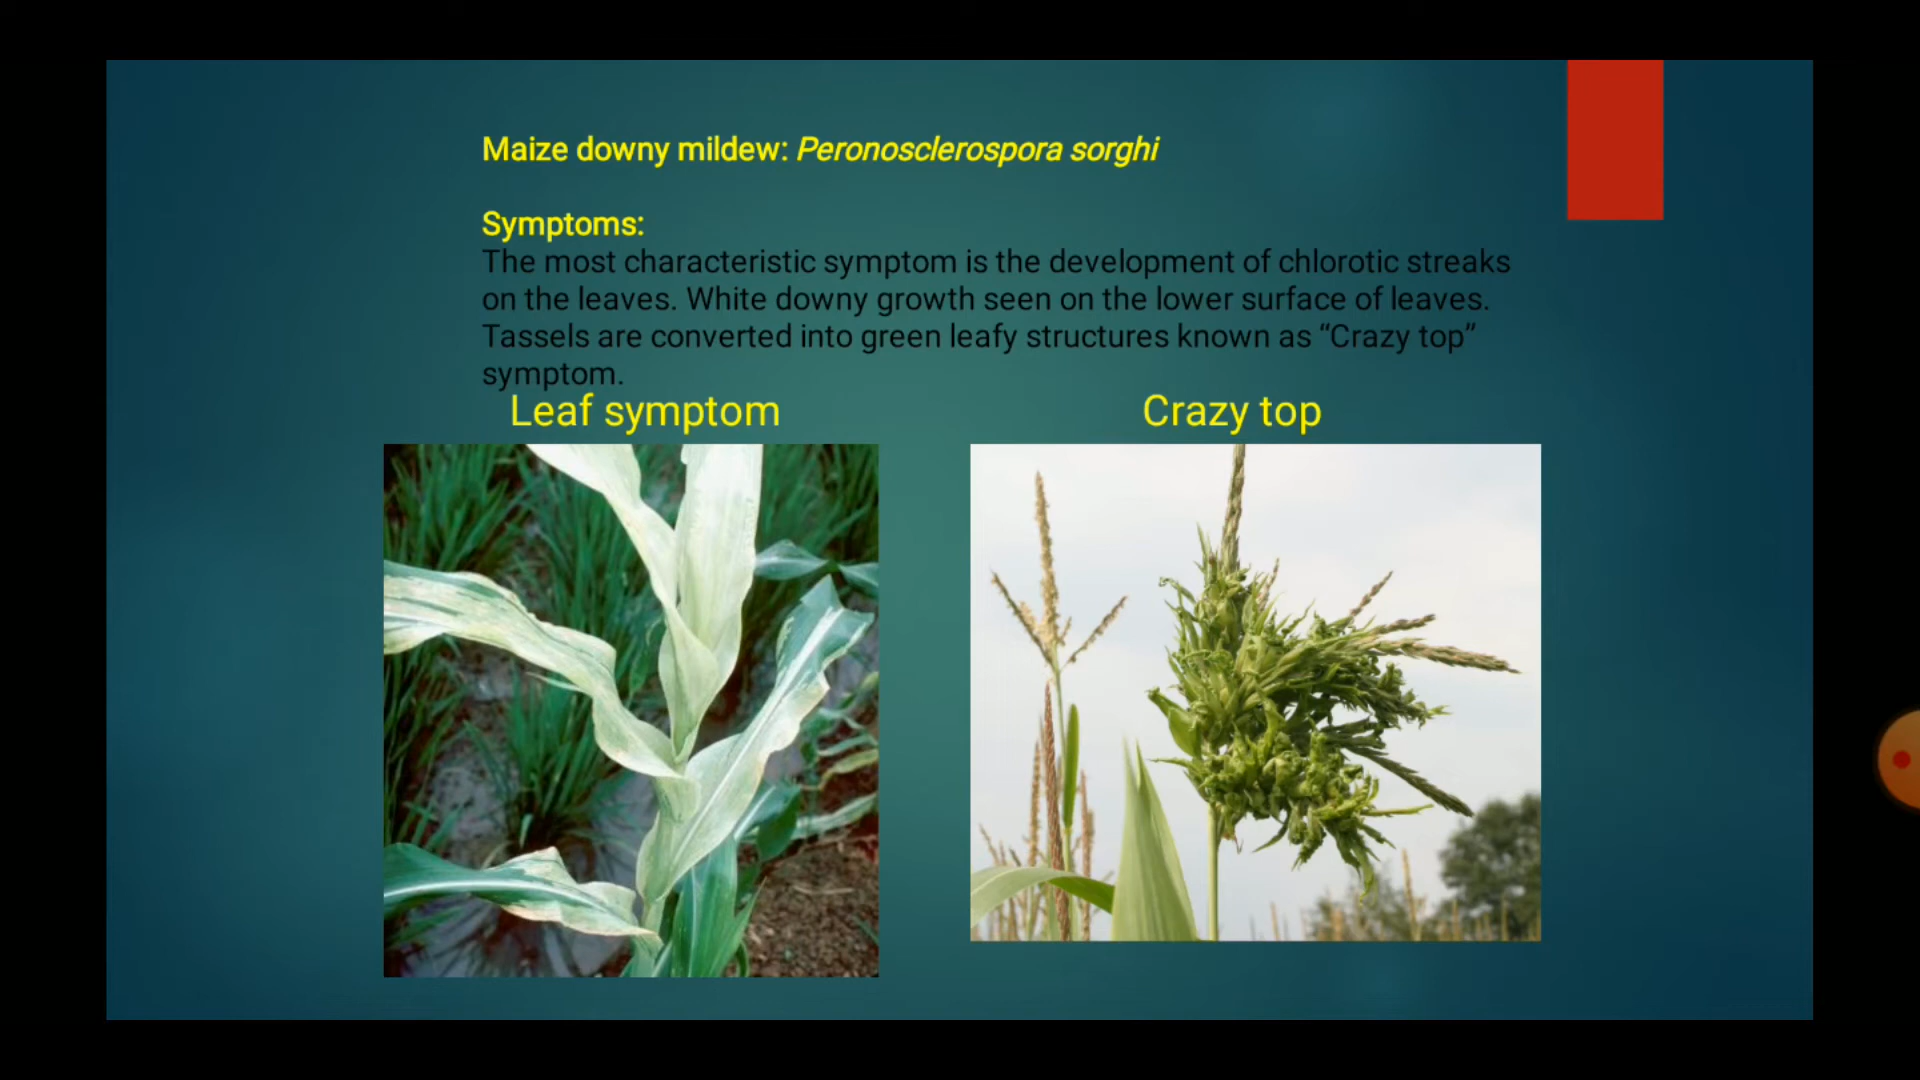 Maize downy mildew: Peronosclerospora sorghi
Symptoms:
The most characteristic symptom is the development of chlorotic streaks
on the leaves. White downy growth seen on the lower surface of leaves.
Tassels are converted into green leafy structures known as “Crazy top”
symptom.
Leaf symptom
Crazy top